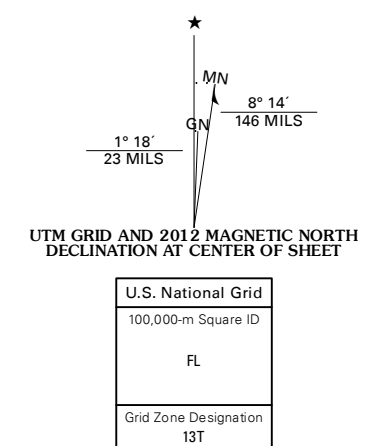 ★
MN
GN
8° 14´
146 MILS
1° 18´
23 MILS
UTM GRID AND 2012 MAGNETIC NORTH
DECLINATION AT CENTER OF SHEET
U.S. National Grid
100,000-m Square ID
FL
Grid Zone Designation
13T